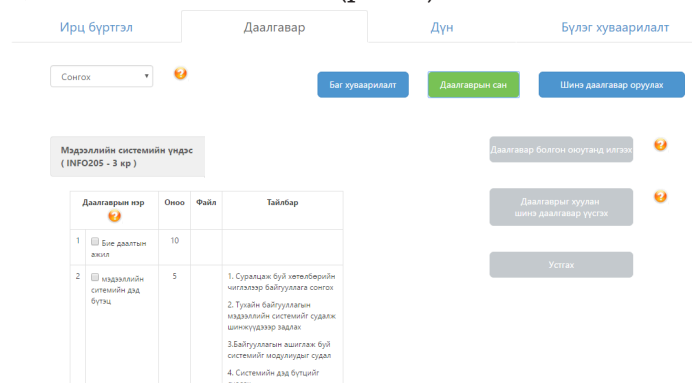 Ирц бүртгэл
Даалгавар
Дүн
Бүлэг хуваарилалт
Сонгох
Баг хуваарилалт
Даалгаврын сан
Шинэ даалгавар оруулах
Мэдээллийн системийн үндэс
( INFO205 - 3 кр )
Даалгавар болгон оюутанд илгээх
Даалгаврыг хуулан
шинэ даалгавар үүсгэх
Устгах
Даалгаврын нэр Оноо Файл Тайлбар
1 Бие даалтын 10
ажил
2 мэдээллийн 5 1. Суралцаж буй хөтөлбөрийн
ситемийн дэд чиглэлээр байгууллага сонгох
бүтэц
2. Тухайн байгууллагын
мэдээллийн системийг судалж
шинжүүдээр задлах
3.Байгууллагын ашиглаж буй
системийг модулиудыг судал
4. Системийн дэд бүтцийг